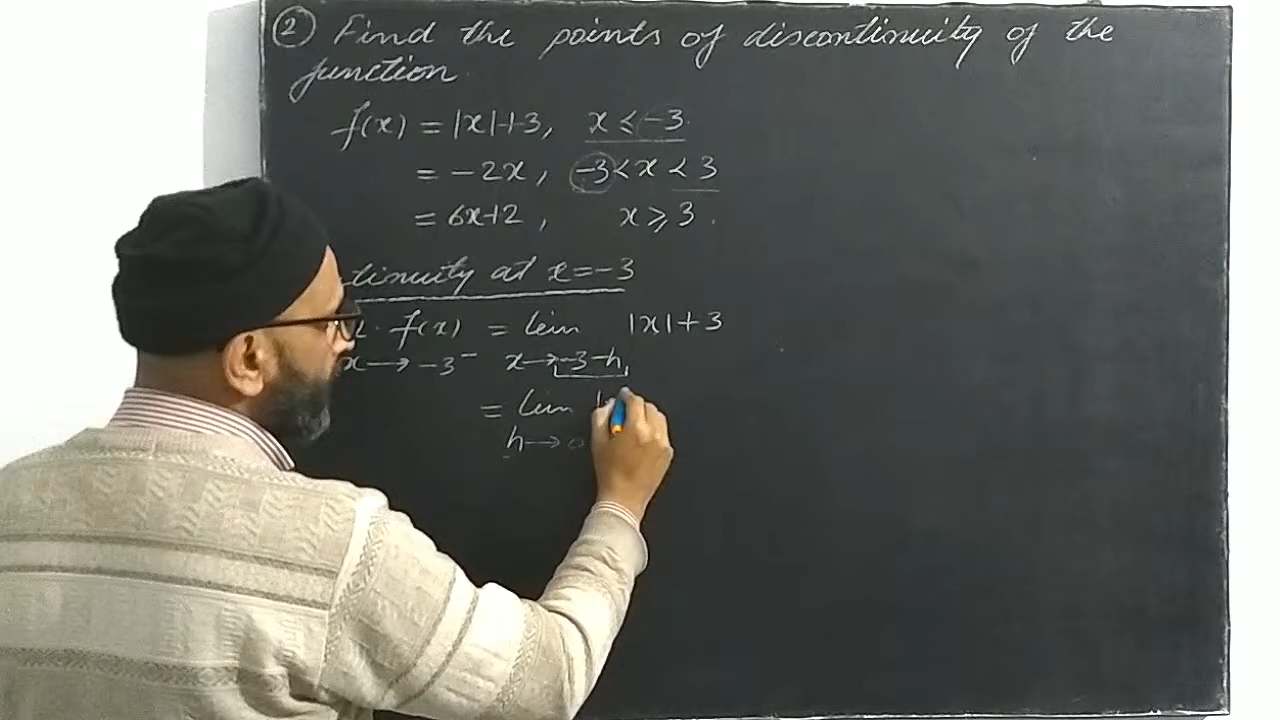 ② Find the points of discontinuity of the
function.
f(x) = |x|+3, x ≤ -3.
= -2x, -3 < x < 3
= 6x+2, x ≥ 3.
tinuity at x=-3
f(x) = lim |x|+3
x→-3⁻ x→-3-h
= lim
h→0